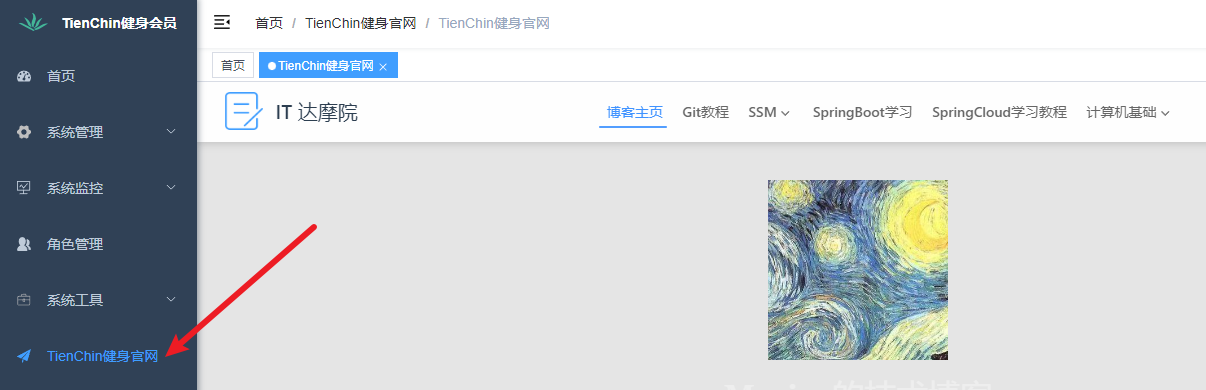 TienChin健身会员
首页 / TienChin健身官网 / TienChin健身官网
首页
TienChin健身官网 ×
首页
系统管理
系统监控
角色管理
系统工具
TienChin健身官网
IT 达摩院
博客主页 Git教程 SSM SpringBoot学习 SpringCloud学习教程 计算机基础
的技术博客